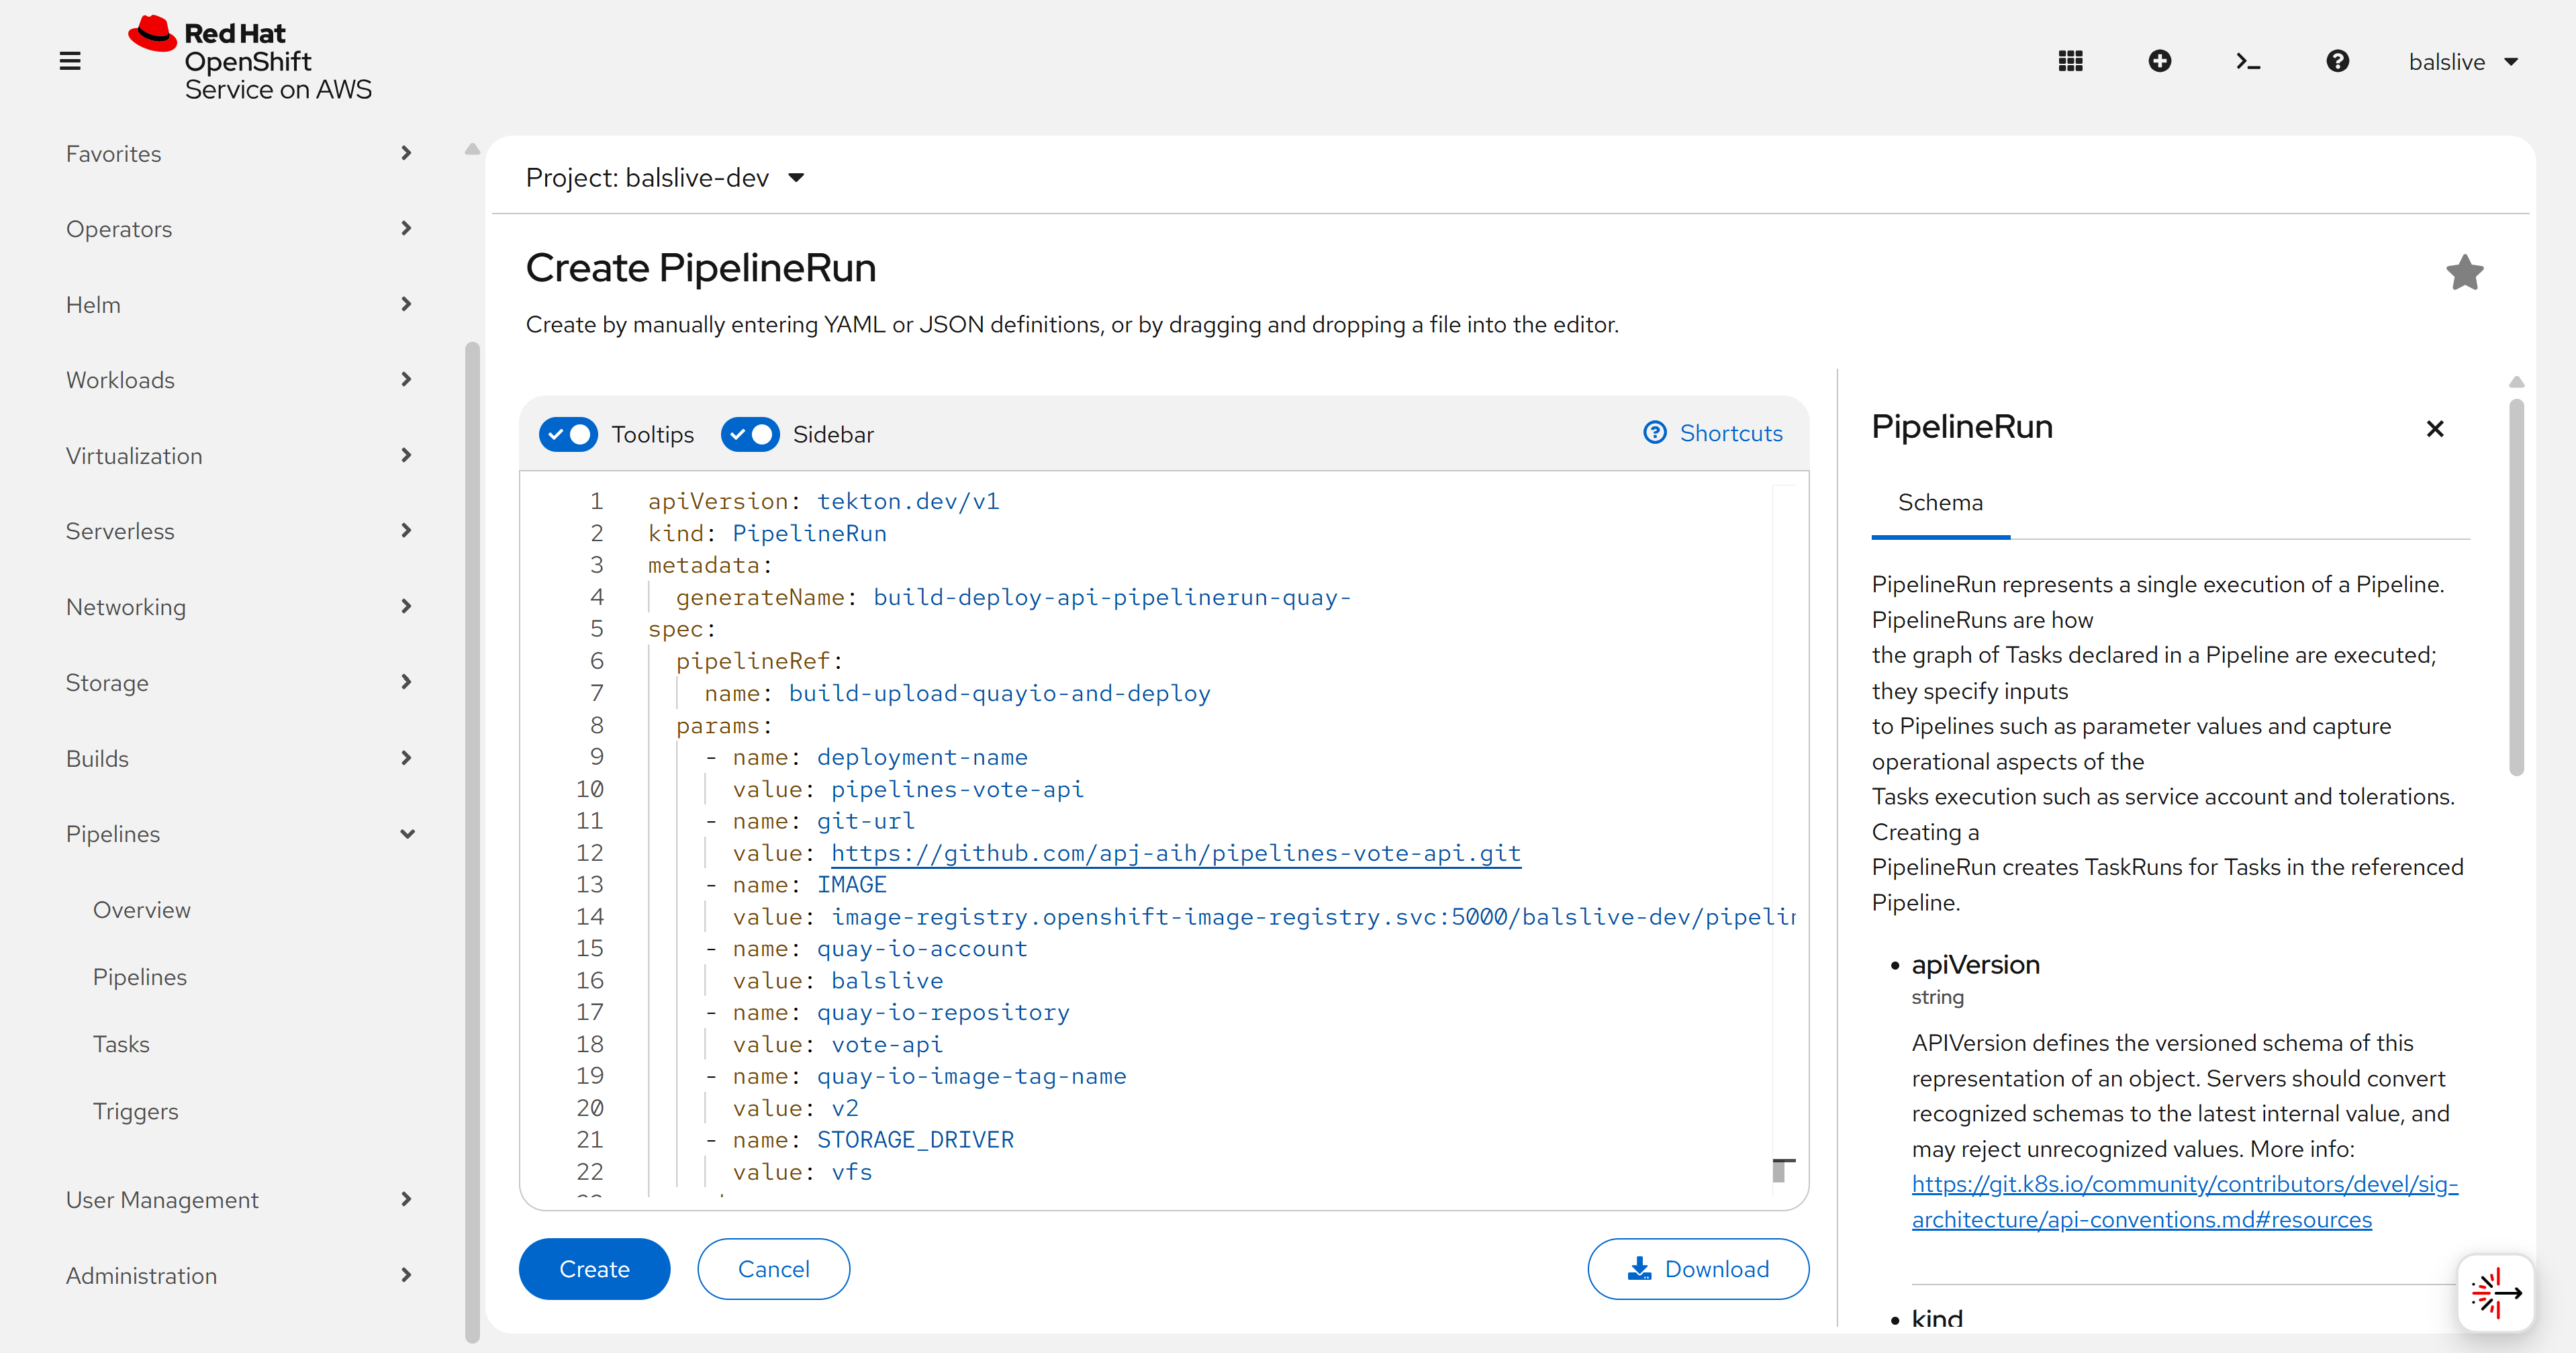 Red Hat
OpenShift
Service on AWS
balslive
Favorites
Operators
Helm
Workloads
Virtualization
Serverless
Networking
Storage
Builds
Pipelines
Overview
Pipelines
Tasks
Triggers
User Management
Administration
Project: balslive-dev
Create PipelineRun
Create by manually entering YAML or JSON definitions, or by dragging and dropping a file into the editor.
Tooltips
Sidebar
Shortcuts
1 apiVersion: tekton.dev/v1
2 kind: PipelineRun
3 metadata:
4 generateName: build-deploy-api-pipelinerun-quay-
5 spec:
6 pipelineRef:
7 name: build-upload-quayio-and-deploy
8 params:
9 - name: deployment-name
10 value: pipelines-vote-api
11 - name: git-url
12 value: https://github.com/apj-aih/pipelines-vote-api.git
13 - name: IMAGE
14 value: image-registry.openshift-image-registry.svc:5000/balslive-dev/pipelin
15 - name: quay-io-account
16 value: balslive
17 - name: quay-io-repository
18 value: vote-api
19 - name: quay-io-image-tag-name
20 value: v2
21 - name: STORAGE_DRIVER
22 value: vfs
Create
Cancel
Download
PipelineRun
Schema
PipelineRun represents a single execution of a Pipeline.
PipelineRuns are how
the graph of Tasks declared in a Pipeline are executed;
they specify inputs
to Pipelines such as parameter values and capture
operational aspects of the
Tasks execution such as service account and tolerations.
Creating a
PipelineRun creates TaskRuns for Tasks in the referenced
Pipeline.
• apiVersion
string
APIVersion defines the versioned schema of this
representation of an object. Servers should convert
recognized schemas to the latest internal value, and
may reject unrecognized values. More info:
https://git.k8s.io/community/contributors/devel/sig-
architecture/api-conventions.md#resources
• kind